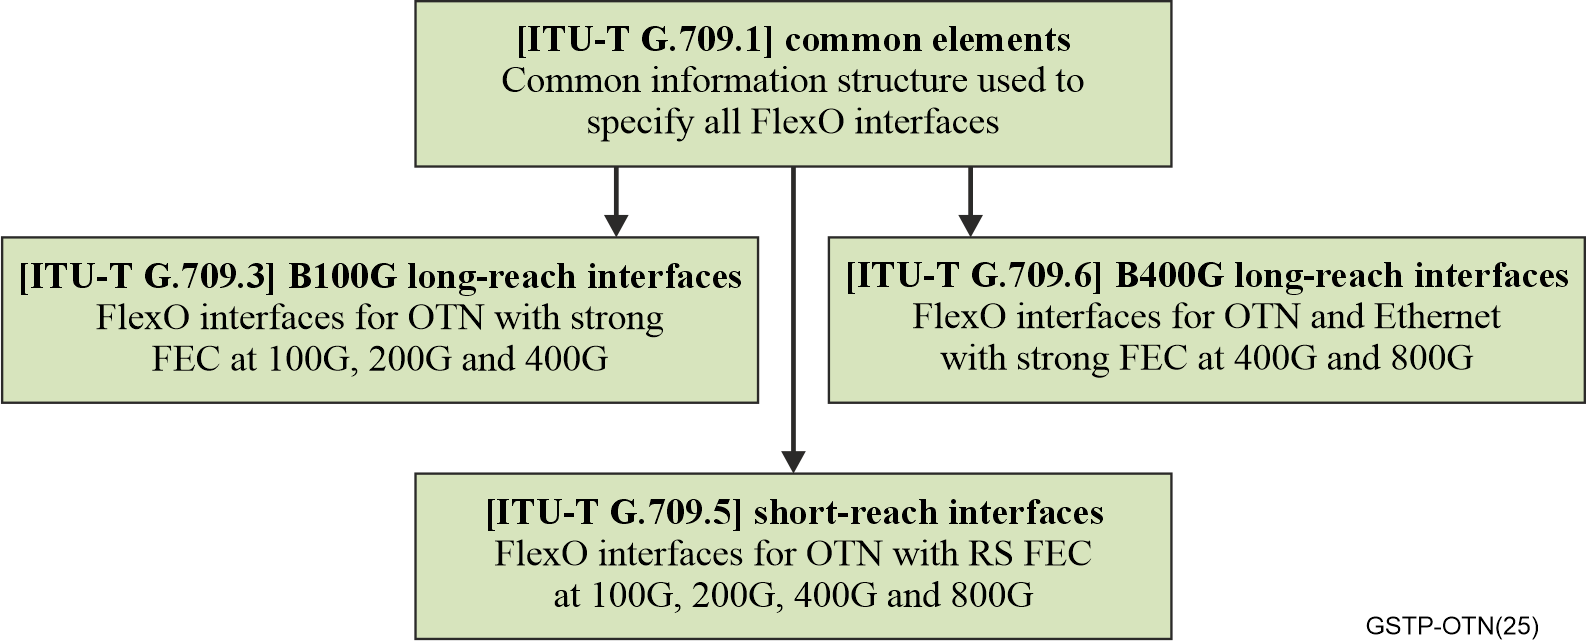 [ITU-T G.709.1] common elements
Common information structure used to
specify all FlexO interfaces
[ITU-T G.709.3] B100G long-reach interfaces
FlexO interfaces for OTN with strong
FEC at 100G, 200G and 400G
[ITU-T G.709.6] B400G long-reach interfaces
FlexO interfaces for OTN and Ethernet
with strong FEC at 400G and 800G
[ITU-T G.709.5] short-reach interfaces
FlexO interfaces for OTN with RS FEC
at 100G, 200G, 400G and 800G
GSTP-OTN(25)